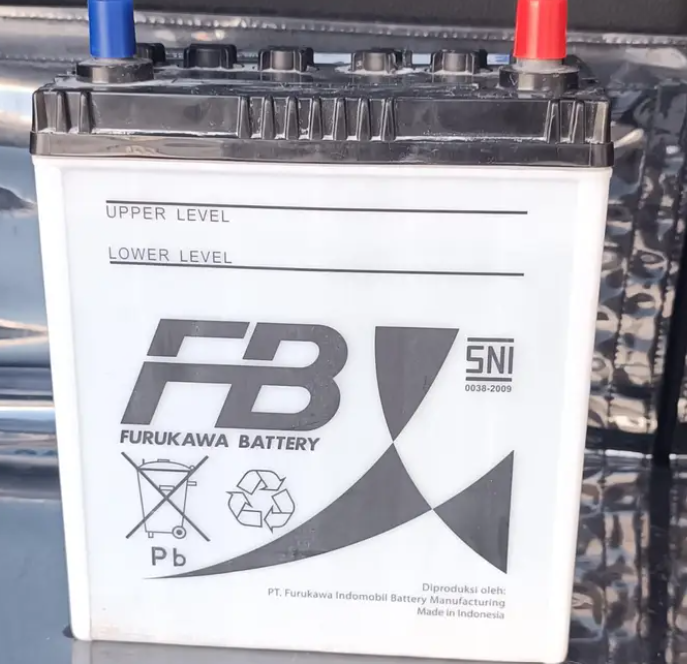 UPPER LEVEL
LOWER LEVEL
FB
SNI
0038-2009
FURUKAWA BATTERY
Pb
Diproduksi oleh:
PT. Furukawa Indomobil Battery Manufacturing
Made in Indonesia